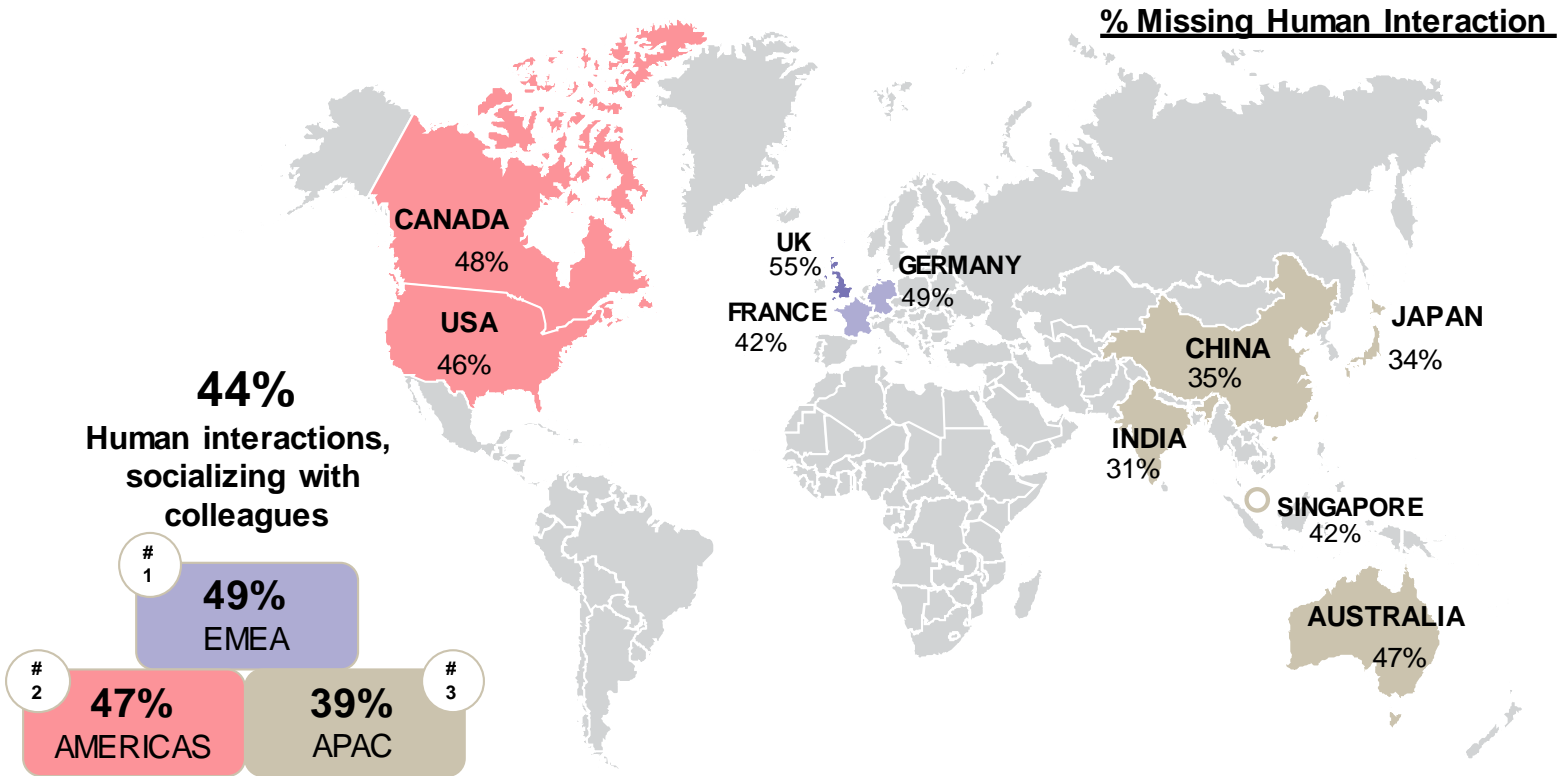 % Missing Human Interaction
CANADA
48%
USA
46%
UK
55%
GERMANY
49%
FRANCE
42%
CHINA
35%
JAPAN
34%
INDIA
31%
SINGAPORE
42%
AUSTRALIA
47%
44%
Human interactions,
socializing with
colleagues
#
1
49%
EMEA
#
2
47%
AMERICAS
#
3
39%
APAC